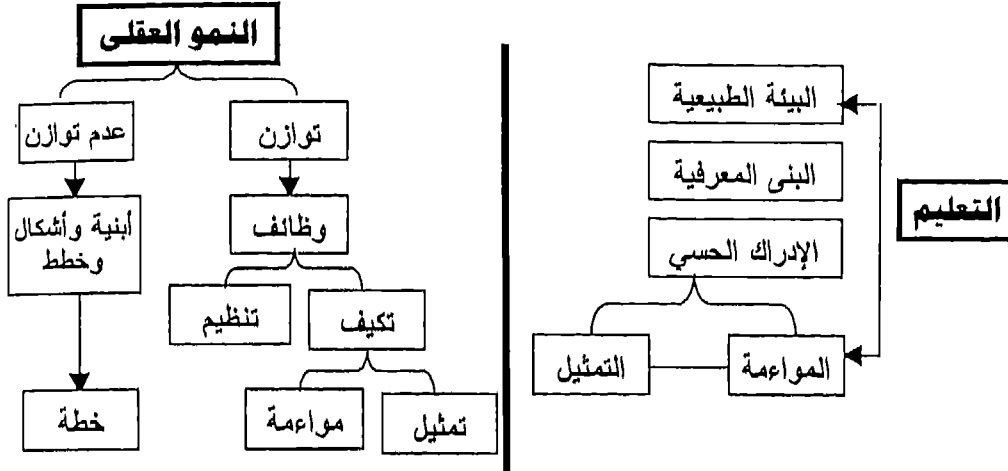 النمو العقلى
توازن
عدم توازن
وظائف
أبنية وأشكال
وخطط
تكيف
تنظيم
تمثيل
مواءمة
خطة
التعليم
البيئة الطبيعية
البنى المعرفية
الإدراك الحسي
المواءمة
التمثيل